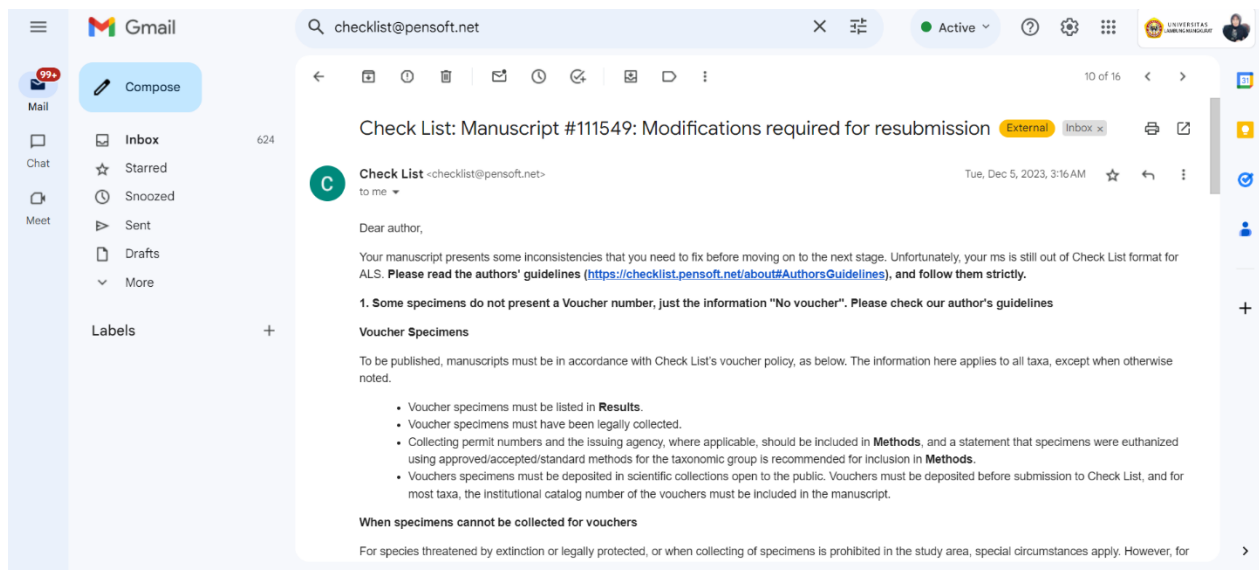 Gmail
checklist@pensoft.net
Active
UNIVERSITAS
LAMBUNG MANGKURAT
99+
Mail
Chat
Meet
Compose
Inbox 624
Starred
Snoozed
Sent
Drafts
More
Labels
10 of 16
31
Check List: Manuscript #111549: Modifications required for resubmission External Inbox x
C
Check List <checklist@pensoft.net> Tue, Dec 5, 2023, 3:16 AM
to me
Dear author,
Your manuscript presents some inconsistencies that you need to fix before moving on to the next stage. Unfortunately, your ms is still out of Check List format for
ALS. Please read the authors' guidelines (https://checklist.pensoft.net/about#AuthorsGuidelines), and follow them strictly.
1. Some specimens do not present a Voucher number, just the information "No voucher". Please check our author's guidelines
Voucher Specimens
To be published, manuscripts must be in accordance with Check List's voucher policy, as below. The information here applies to all taxa, except when otherwise
noted.
• Voucher specimens must be listed in Results.
• Voucher specimens must have been legally collected.
• Collecting permit numbers and the issuing agency, where applicable, should be included in Methods, and a statement that specimens were euthanized
using approved/accepted/standard methods for the taxonomic group is recommended for inclusion in Methods.
• Vouchers specimens must be deposited in scientific collections open to the public. Vouchers must be deposited before submission to Check List, and for
most taxa, the institutional catalog number of the vouchers must be included in the manuscript.
When specimens cannot be collected for vouchers
For species threatened by extinction or legally protected, or when collecting of specimens is prohibited in the study area, special circumstances apply. However, for